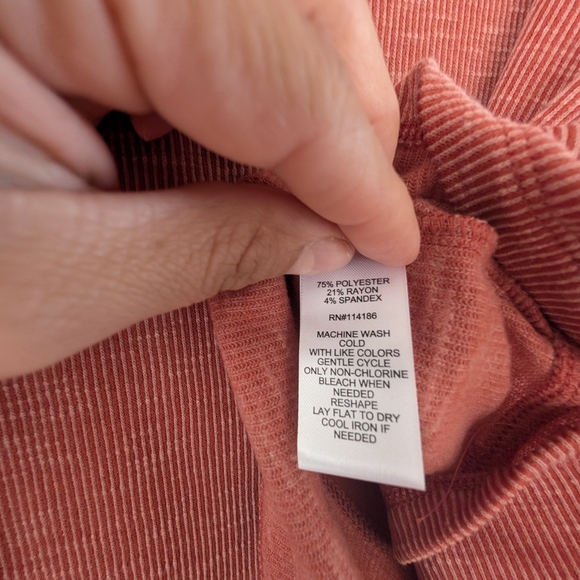 75% POLYESTER
21% RAYON
4% SPANDEX
RN#114186
MACHINE WASH
COLD
WITH LIKE COLORS
GENTLE CYCLE
ONLY NON-CHLORINE
BLEACH WHEN
NEEDED
RESHAPE
LAY FLAT TO DRY
COOL IRON IF
NEEDED